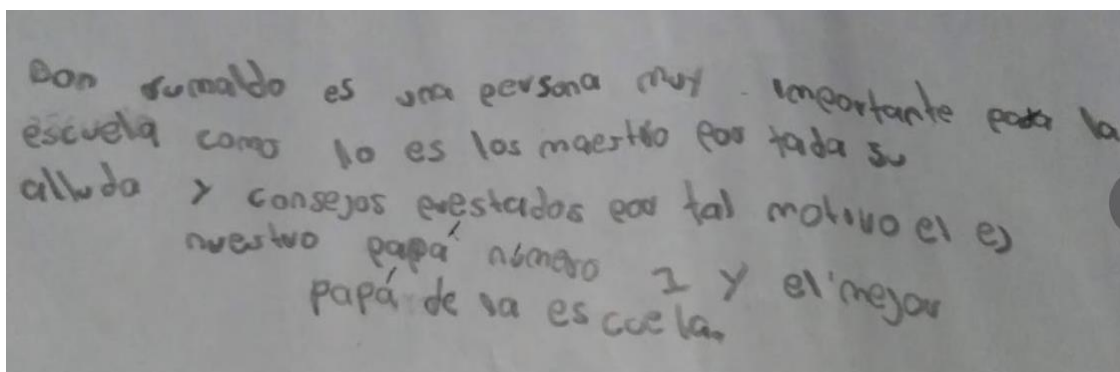 Don rumaldo es una persona muy importante para la
escuela como lo es los maestro por toda su
alluda y consejos prestados por tal motivo el es
nuestro papá número 1 y el mejor
papá de la escuela.